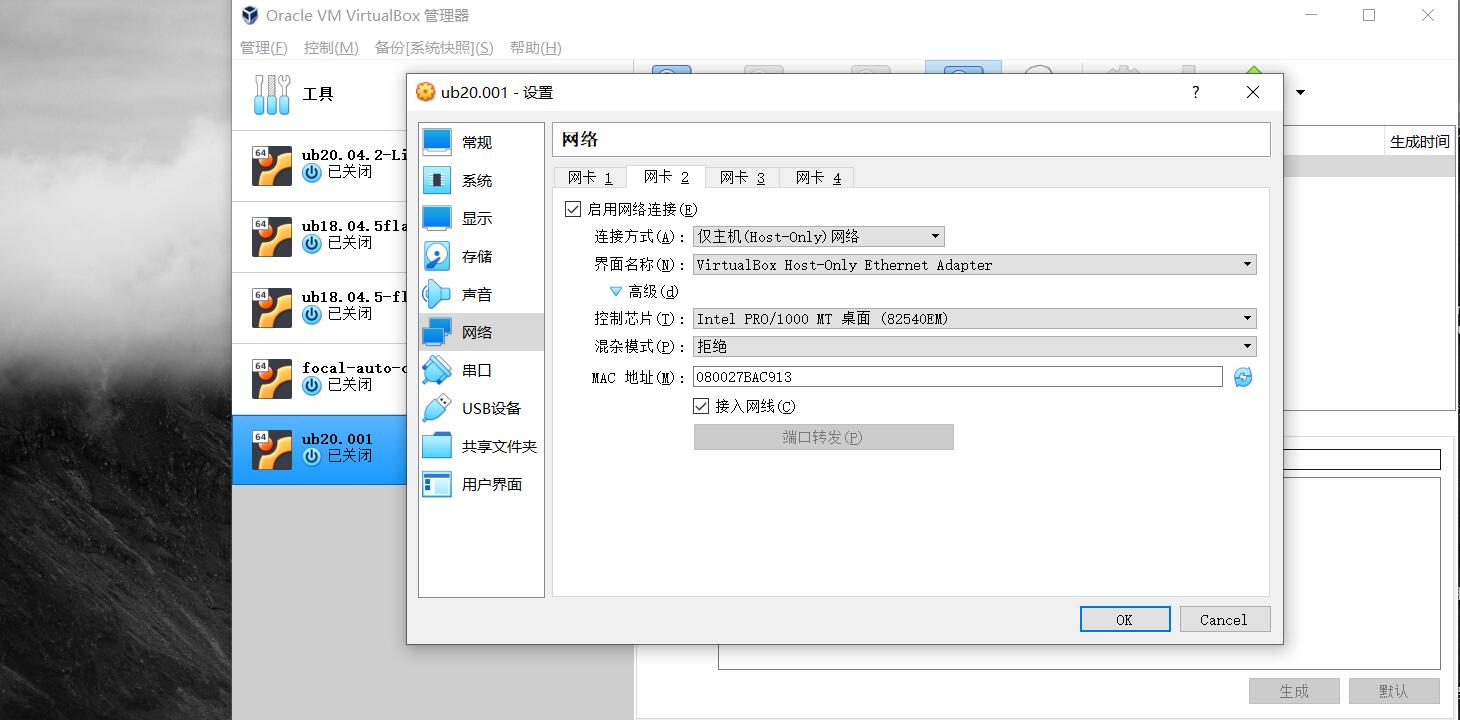 Oracle VM VirtualBox 管理器
管理(F) 控制(M) 备份[系统快照](S) 帮助(H)
工具
生成时间
64 ub20.04.2-Li
已关闭
64 ub18.04.5fla
已关闭
64 ub18.04.5-fl
已关闭
64 focal-auto-c
已关闭
64 ub20.001
已关闭
ub20.001 - 设置
?
常规
系统
显示
存储
声音
网络
串口
USB设备
共享文件夹
用户界面
网络
网卡 1 网卡 2 网卡 3 网卡 4
启用网络连接(E)
连接方式(A): 仅主机(Host-Only)网络
界面名称(N): VirtualBox Host-Only Ethernet Adapter
高级(d)
控制芯片(T): Intel PRO/1000 MT 桌面 (82540EM)
混杂模式(P): 拒绝
MAC 地址(M): 080027BAC913
接入网线(C)
端口转发(P)
OK Cancel
生成 默认